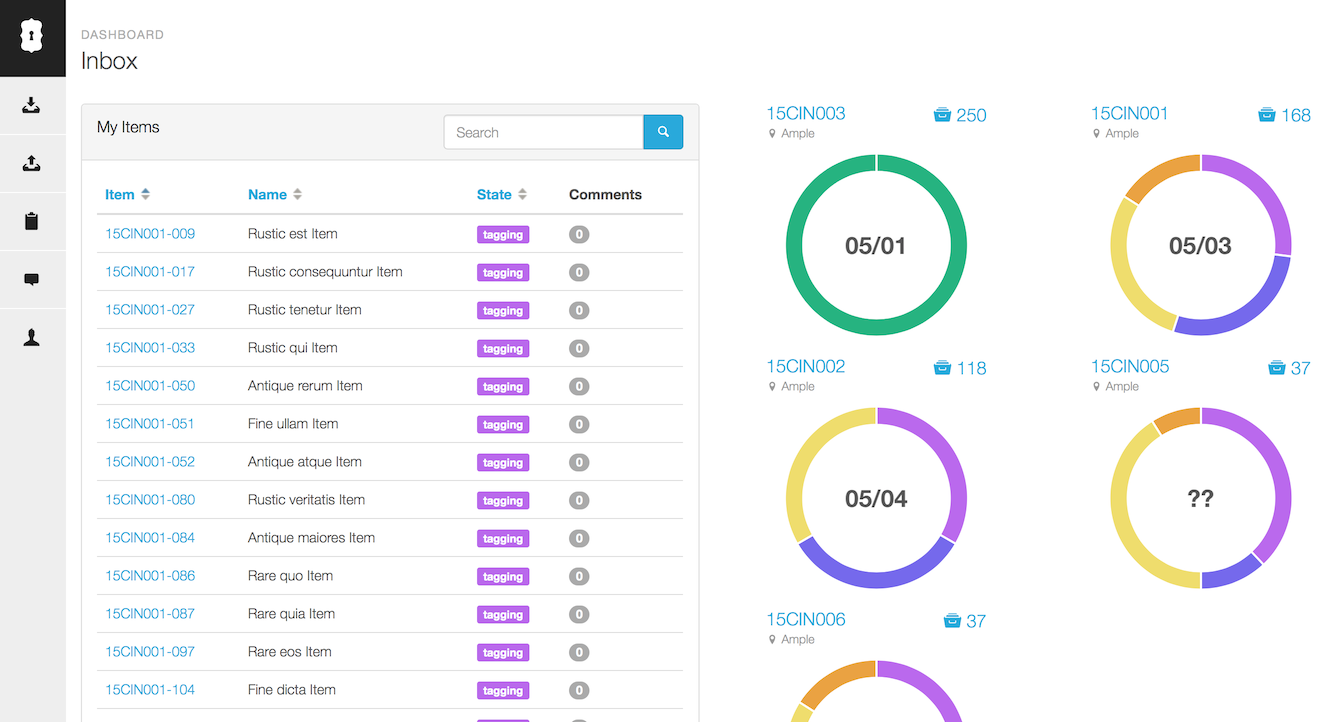 DASHBOARD
Inbox
My Items
Search
Item Name State Comments
15CIN001-009 Rustic est Item tagging 0
15CIN001-017 Rustic consequuntur Item tagging 0
15CIN001-027 Rustic tenetur Item tagging 0
15CIN001-033 Rustic qui Item tagging 0
15CIN001-050 Antique rerum Item tagging 0
15CIN001-051 Fine ullam Item tagging 0
15CIN001-052 Antique atque Item tagging 0
15CIN001-080 Rustic veritatis Item tagging 0
15CIN001-084 Antique maiores Item tagging 0
15CIN001-086 Rare quo Item tagging 0
15CIN001-087 Rare quia Item tagging 0
15CIN001-097 Rare eos Item tagging 0
15CIN001-104 Fine dicta Item tagging 0
15CIN003 250
Ample
05/01
15CIN001 168
Ample
05/03
15CIN002 118
Ample
05/04
15CIN005 37
Ample
??
15CIN006 37
Ample